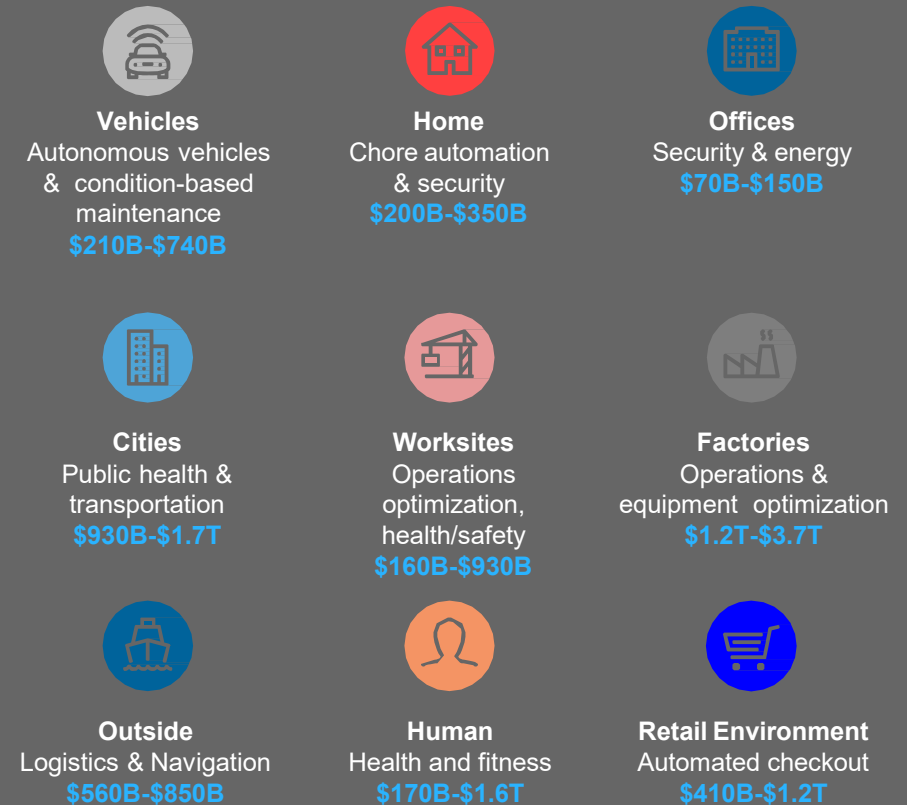 Vehicles
Autonomous vehicles
& condition-based
maintenance
$210B-$740B
Home
Chore automation
& security
$200B-$350B
Offices
Security & energy
$70B-$150B
Cities
Public health &
transportation
$930B-$1.7T
Worksites
Operations
optimization,
health/safety
$160B-$930B
Factories
Operations &
equipment optimization
$1.2T-$3.7T
Outside
Logistics & Navigation
$560B-$850B
Human
Health and fitness
$170B-$1.6T
Retail Environment
Automated checkout
$410B-$1.2T